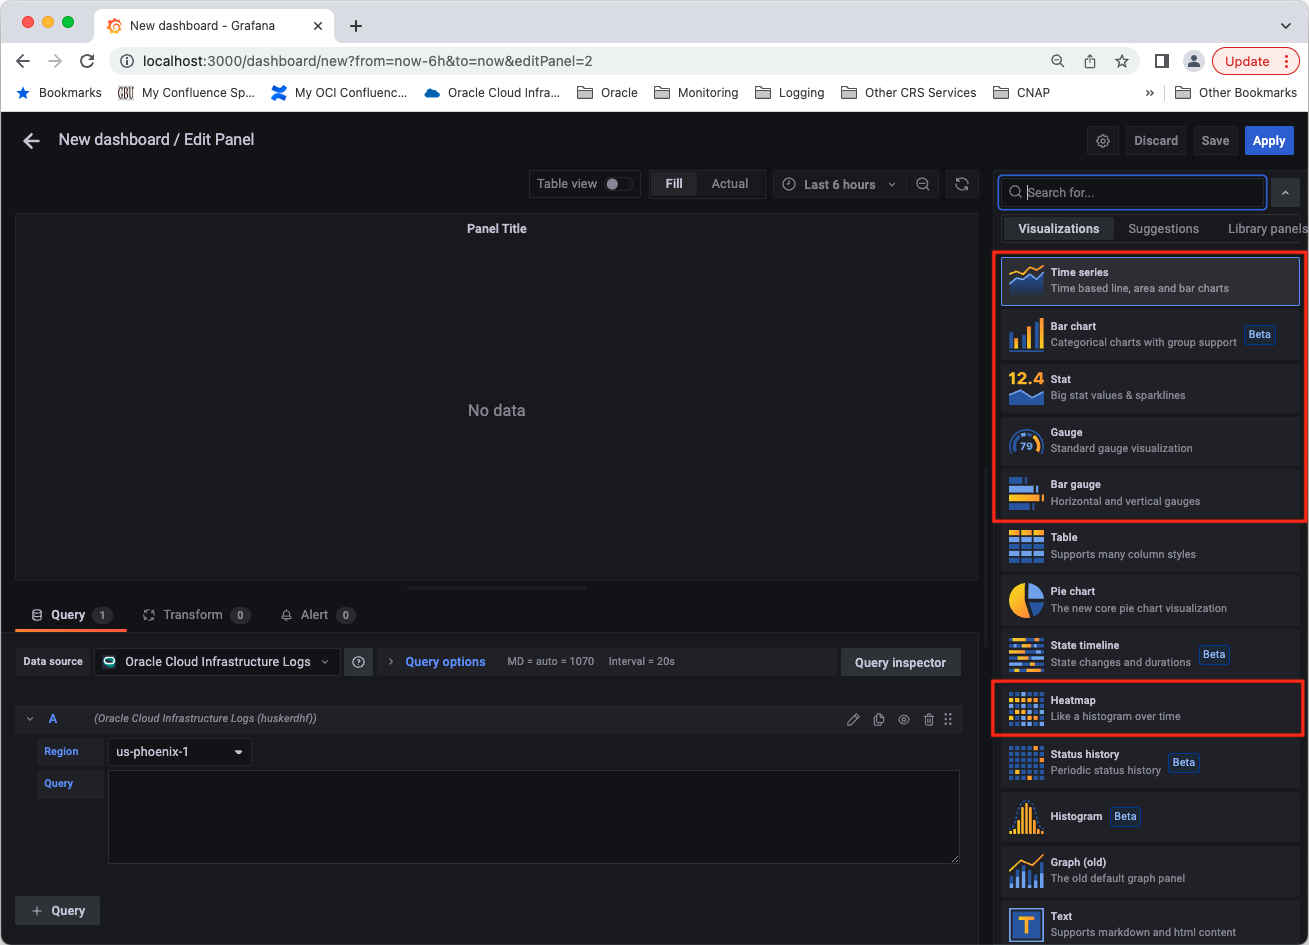 New dashboard - Grafana
localhost:3000/dashboard/new?from=now-6h&to=now&editPanel=2
Update
Bookmarks
My Confluence Sp...
My OCI Confluenc...
Oracle Cloud Infra...
Oracle
Monitoring
Logging
Other CRS Services
CNAP
»
Other Bookmarks
New dashboard / Edit Panel
Discard
Save
Apply
Table view
Fill
Actual
Last 6 hours
Search for...
Visualizations
Suggestions
Library panels
Panel Title
No data
Time series
Time based line, area and bar charts
Bar chart
Categorical charts with group support
Beta
12.4
Stat
Big stat values & sparklines
79
Gauge
Standard gauge visualization
Bar gauge
Horizontal and vertical gauges
Table
Supports many column styles
Pie chart
The new core pie chart visualization
State timeline
State changes and durations
Beta
Heatmap
Like a histogram over time
Status history
Periodic status history
Beta
Histogram
Beta
Graph (old)
The old default graph panel
T
Text
Supports markdown and html content
Query 1
Transform 0
Alert 0
Data source
Oracle Cloud Infrastructure Logs
Query options
MD = auto = 1070
Interval = 20s
Query inspector
A
(Oracle Cloud Infrastructure Logs (huskerdhf))
Region
us-phoenix-1
Query
+ Query